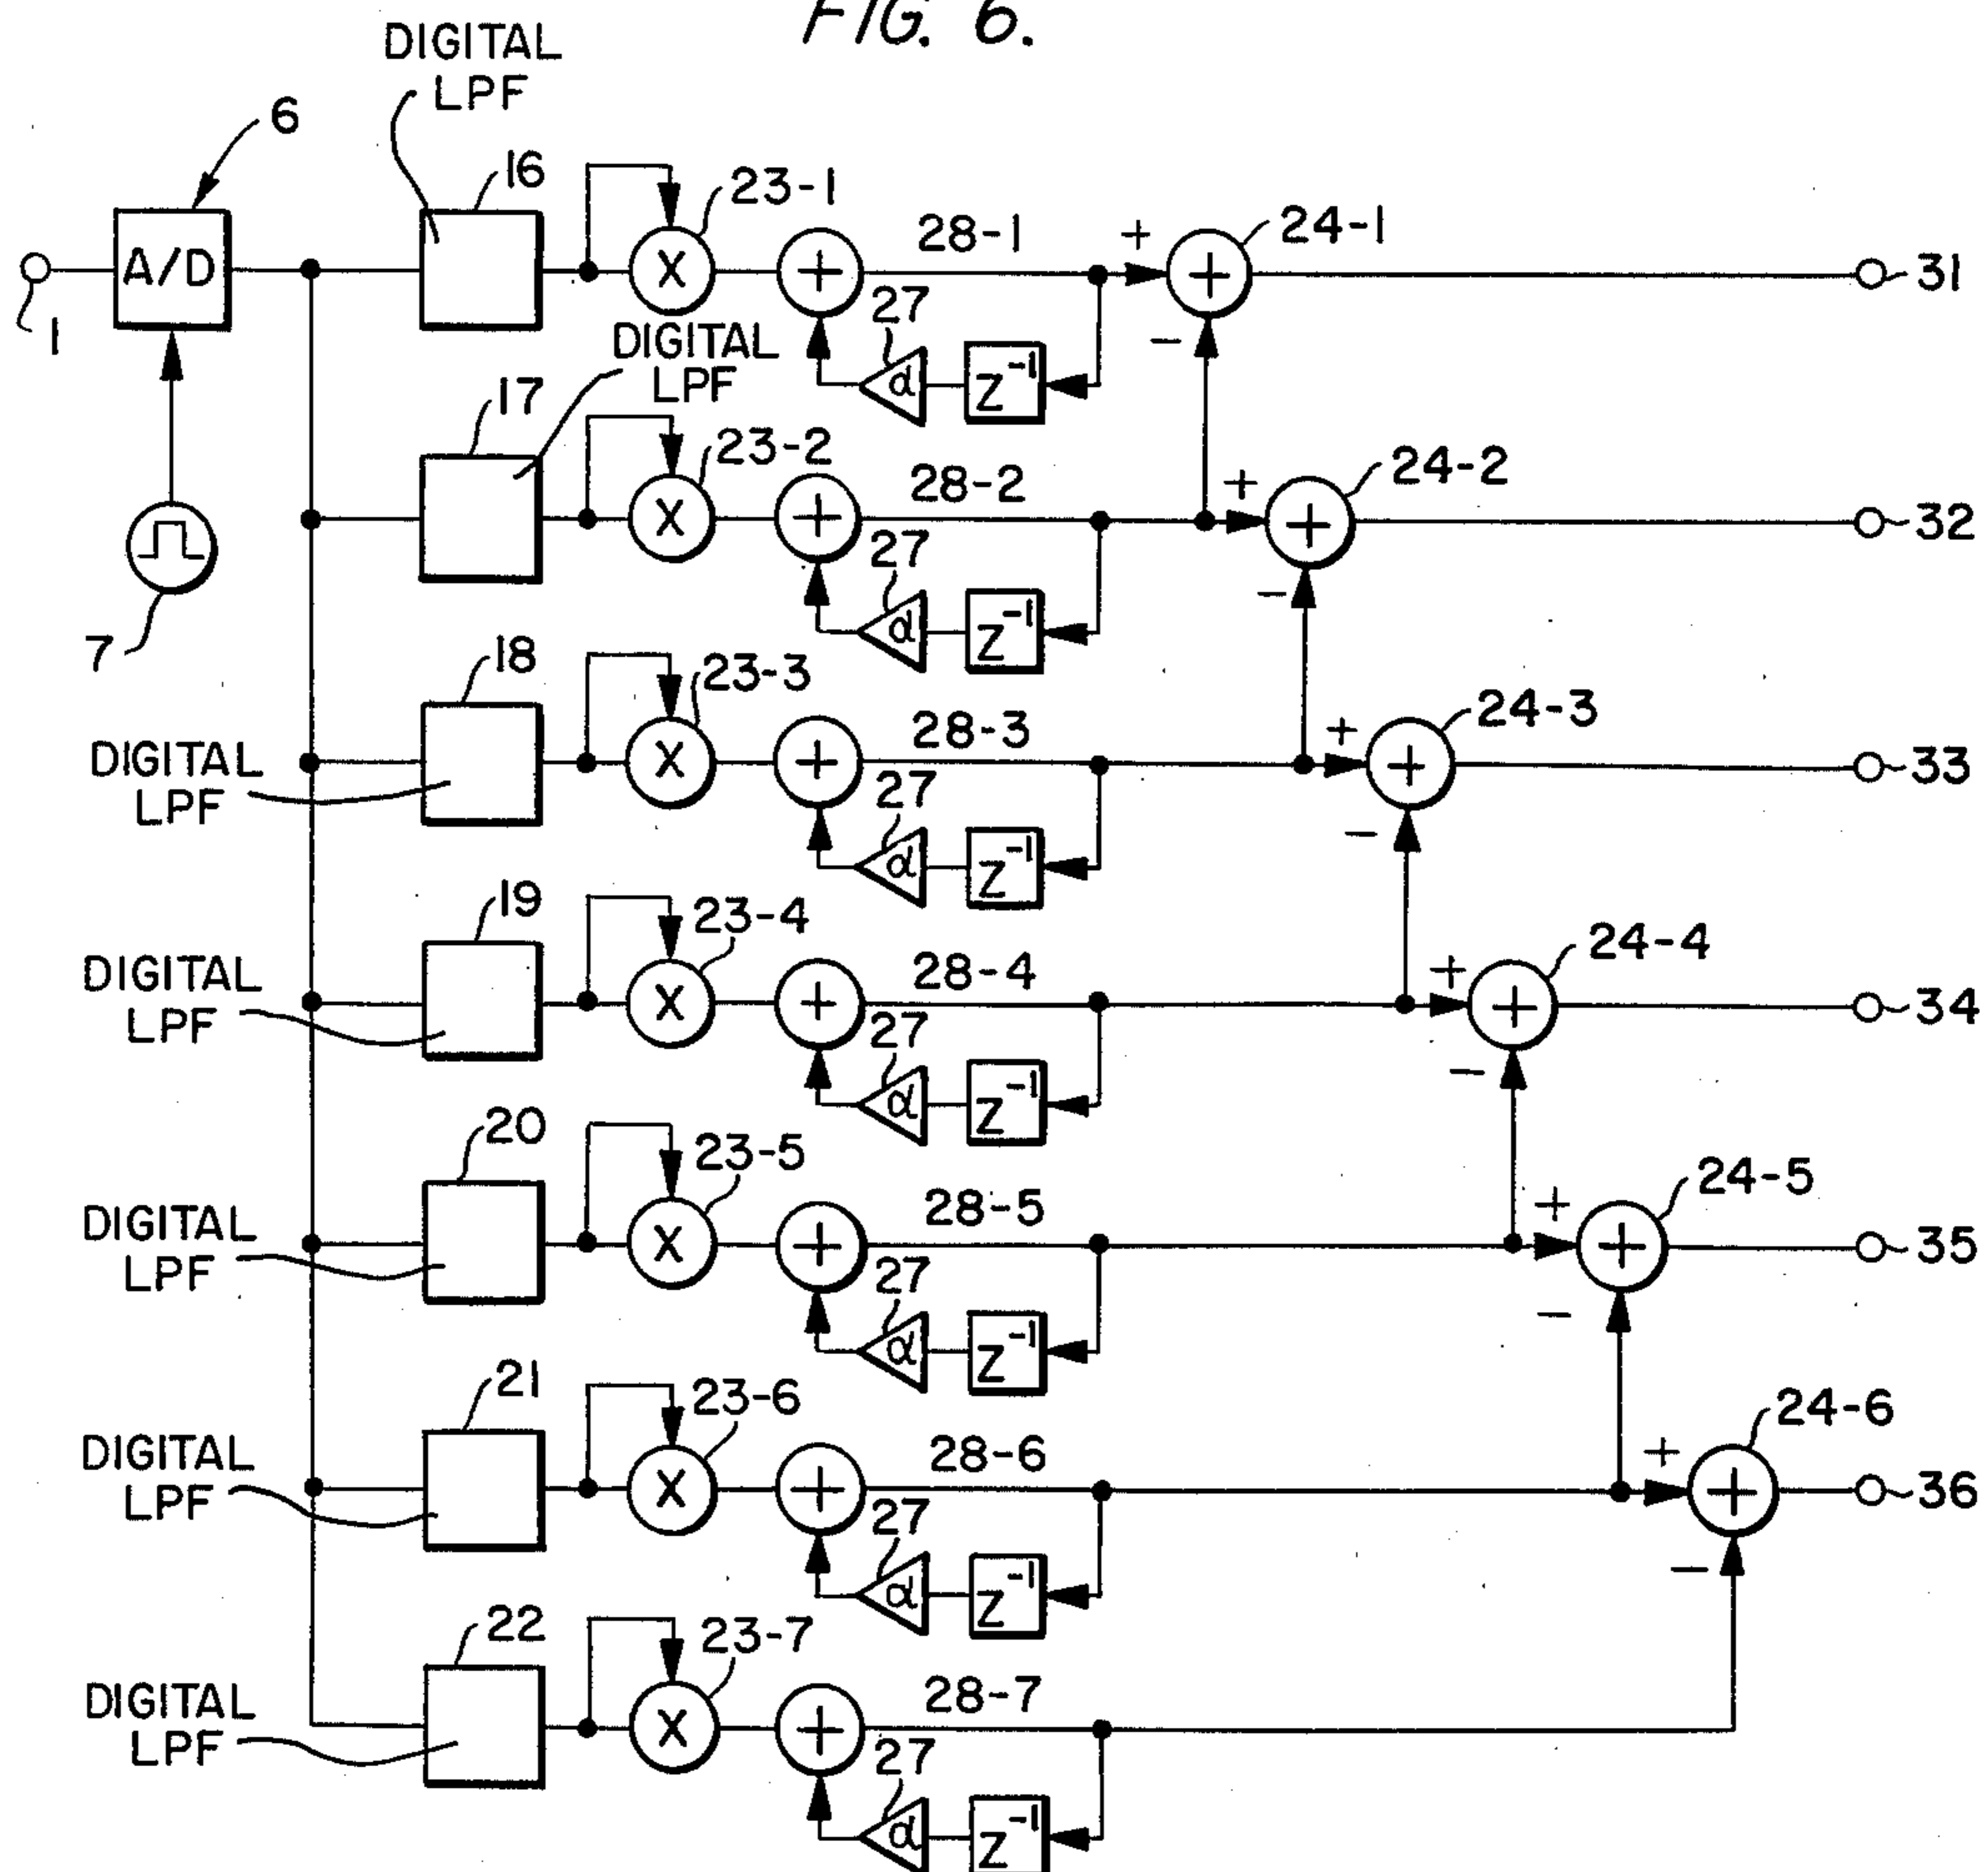 FIG. 6.
DIGITAL
LPF
6
16
23-1
28-1
+
24-1
A/D
X
+
+
31
1
27
DIGITAL
LPF
−
α
Z⁻¹
17
23-2
28-2
+
24-2
X
+
+
32
27
−
α
Z⁻¹
7
18
23-3
28-3
+
24-3
DIGITAL
LPF
X
+
+
33
27
−
α
Z⁻¹
19
23-4
28-4
+
24-4
DIGITAL
LPF
X
+
+
34
27
−
α
Z⁻¹
20
23-5
28-5
+
24-5
DIGITAL
LPF
X
+
+
35
27
−
α
Z⁻¹
21
23-6
28-6
+
24-6
DIGITAL
LPF
X
+
+
36
27
−
α
Z⁻¹
22
23-7
28-7
DIGITAL
LPF
X
+
27
α
Z⁻¹